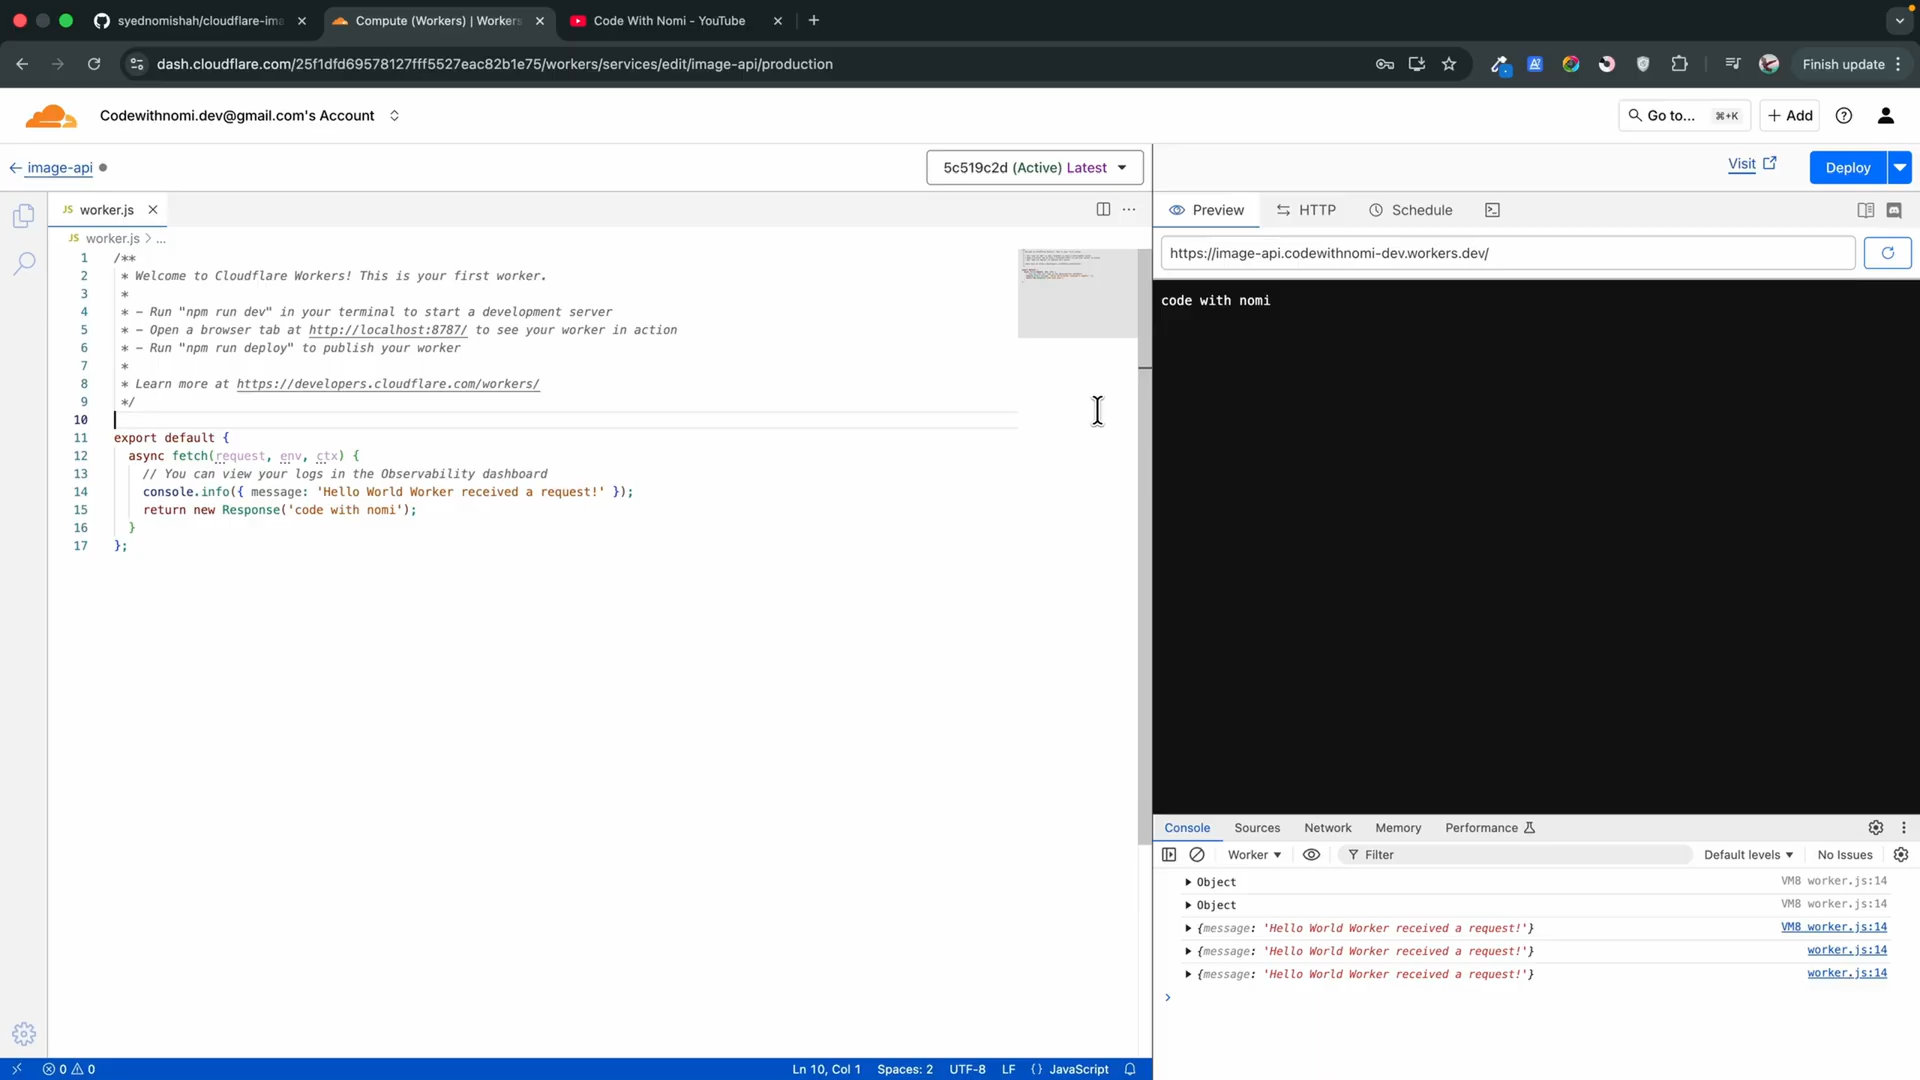 syednomishah/cloudflare-ima
Compute (Workers) | Workers
Code With Nomi - YouTube
dash.cloudflare.com/25f1dfd69578127fff5527eac82b1e75/workers/services/edit/image-api/production
Finish update
Codewithnomi.dev@gmail.com's Account
Go to...
⌘+K
Add
image-api
5c519c2d (Active) Latest
Visit
Deploy
JS worker.js
Preview
HTTP
Schedule
JS worker.js > ...
https://image-api.codewithnomi-dev.workers.dev/
code with nomi
1 /**
2 * Welcome to Cloudflare Workers! This is your first worker.
3 *
4 * - Run "npm run dev" in your terminal to start a development server
5 * - Open a browser tab at http://localhost:8787/ to see your worker in action
6 * - Run "npm run deploy" to publish your worker
7 *
8 * Learn more at https://developers.cloudflare.com/workers/
9 */
10
11 export default {
12 async fetch(request, env, ctx) {
13 // You can view your logs in the Observability dashboard
14 console.info({ message: 'Hello World Worker received a request!' });
15 return new Response('code with nomi');
16 }
17 };
Console
Sources
Network
Memory
Performance
Worker
Filter
Default levels
No Issues
Object VM8 worker.js:14
Object VM8 worker.js:14
{message: 'Hello World Worker received a request!'} VM8 worker.js:14
{message: 'Hello World Worker received a request!'} worker.js:14
{message: 'Hello World Worker received a request!'} worker.js:14
0 0
Ln 10, Col 1
Spaces: 2
UTF-8
LF
{} JavaScript